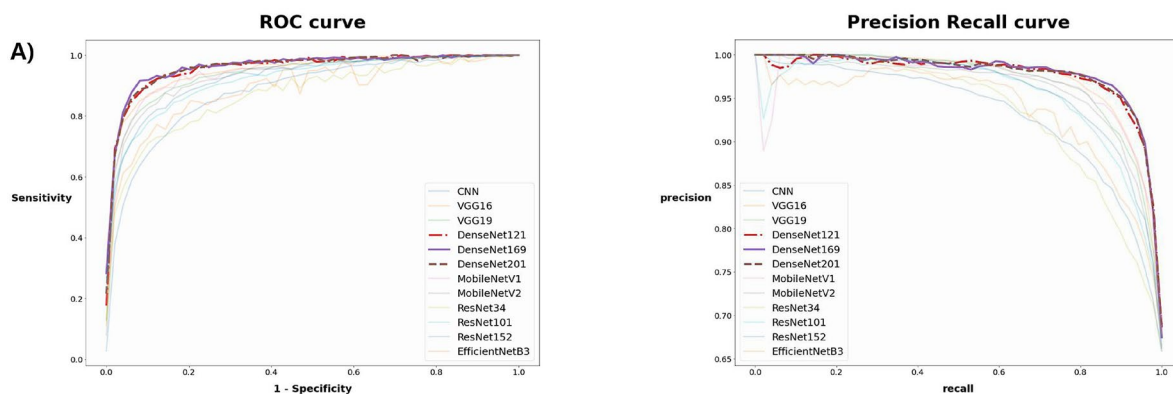 A)
ROC curve
1.0
0.8
0.6
Sensitivity
0.4
0.2
0.0
CNN
VGG16
VGG19
DenseNet121
DenseNet169
DenseNet201
MobileNetV1
MobileNetV2
ResNet34
ResNet101
ResNet152
EfficientNetB3
0.0 0.2 0.4 0.6 0.8 1.0
1 - Specificity
Precision Recall curve
1.00
0.95
0.90
0.85
precision
0.80
0.75
0.70
0.65
CNN
VGG16
VGG19
DenseNet121
DenseNet169
DenseNet201
MobileNetV1
MobileNetV2
ResNet34
ResNet101
ResNet152
EfficientNetB3
0.0 0.2 0.4 0.6 0.8 1.0
recall